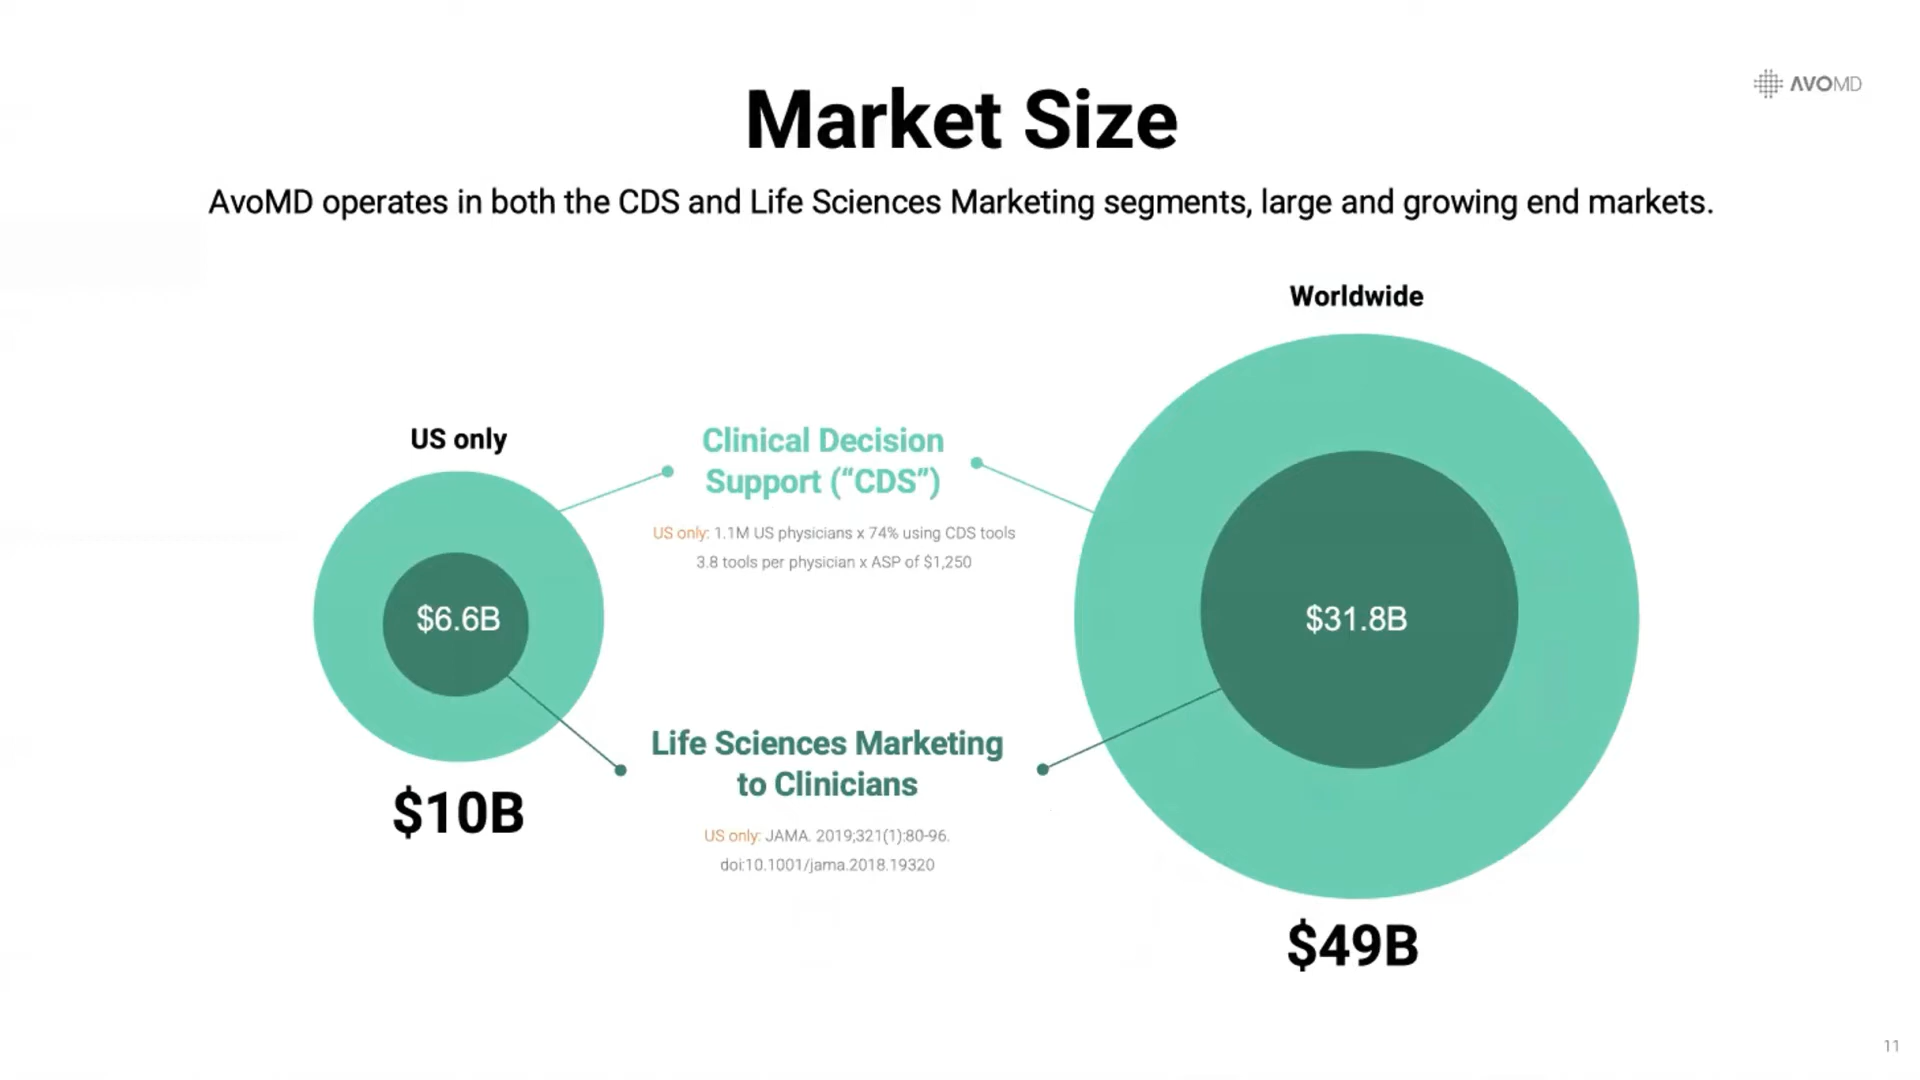 AVOMD
Market Size
AvoMD operates in both the CDS and Life Sciences Marketing segments, large and growing end markets.
US only
$6.6B
$10B
Clinical Decision
Support (“CDS”)
US only: 1.1M US physicians x 74% using CDS tools
3.8 tools per physician x ASP of $1,250
Life Sciences Marketing
to Clinicians
US only: JAMA. 2019;321(1):80-96.
doi:10.1001/jama.2018.19320
Worldwide
$31.8B
$49B
11